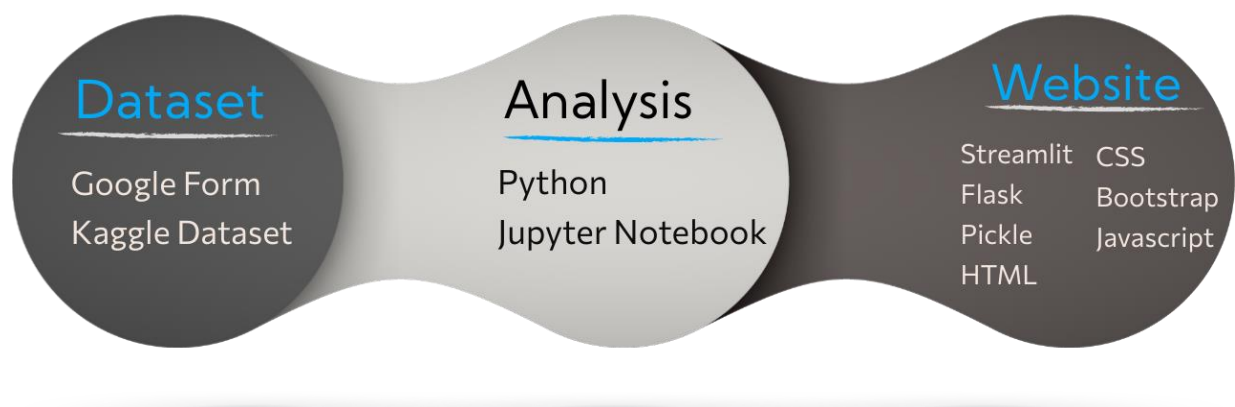 Dataset
Google Form
Kaggle Dataset
Analysis
Python
Jupyter Notebook
Website
Streamlit
Flask
Pickle
HTML
CSS
Bootstrap
Javascript